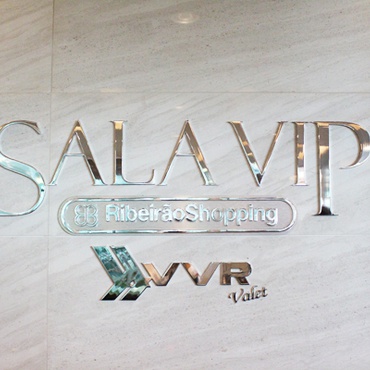 SALA VIP
RibeirãoShopping
VVR
Valet